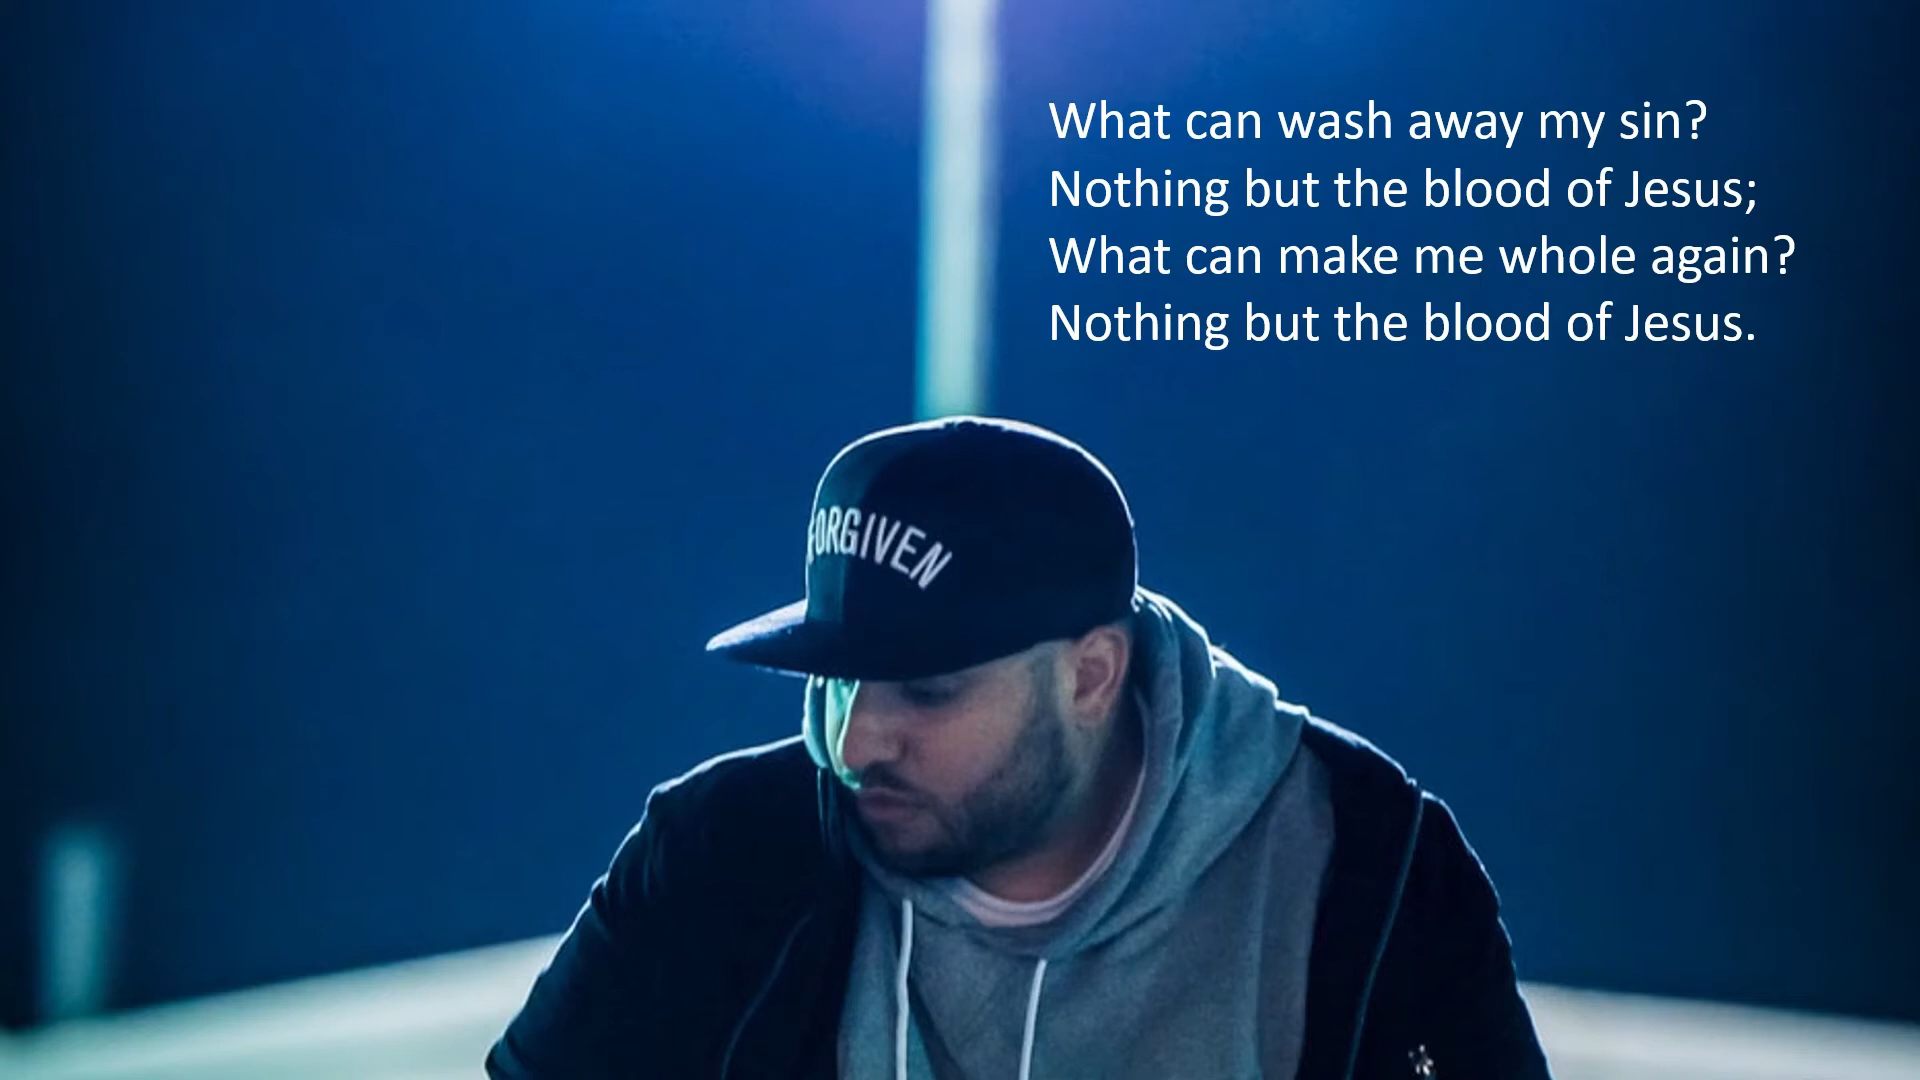 What can wash away my sin?
Nothing but the blood of Jesus;
What can make me whole again?
Nothing but the blood of Jesus.
FORGIVEN